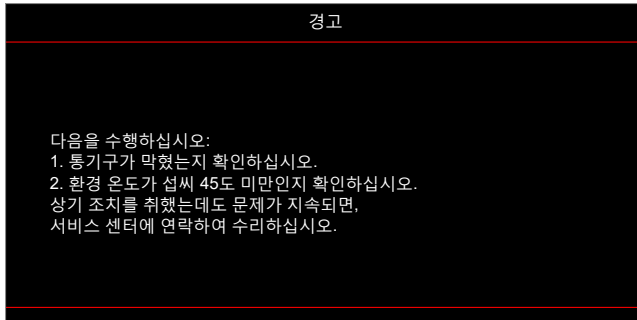 경고
다음을 수행하십시오:
1. 통기구가 막혔는지 확인하십시오.
2. 환경 온도가 섭씨 45도 미만인지 확인하십시오.
상기 조치를 취했는데도 문제가 지속되면,
서비스 센터에 연락하여 수리하십시오.